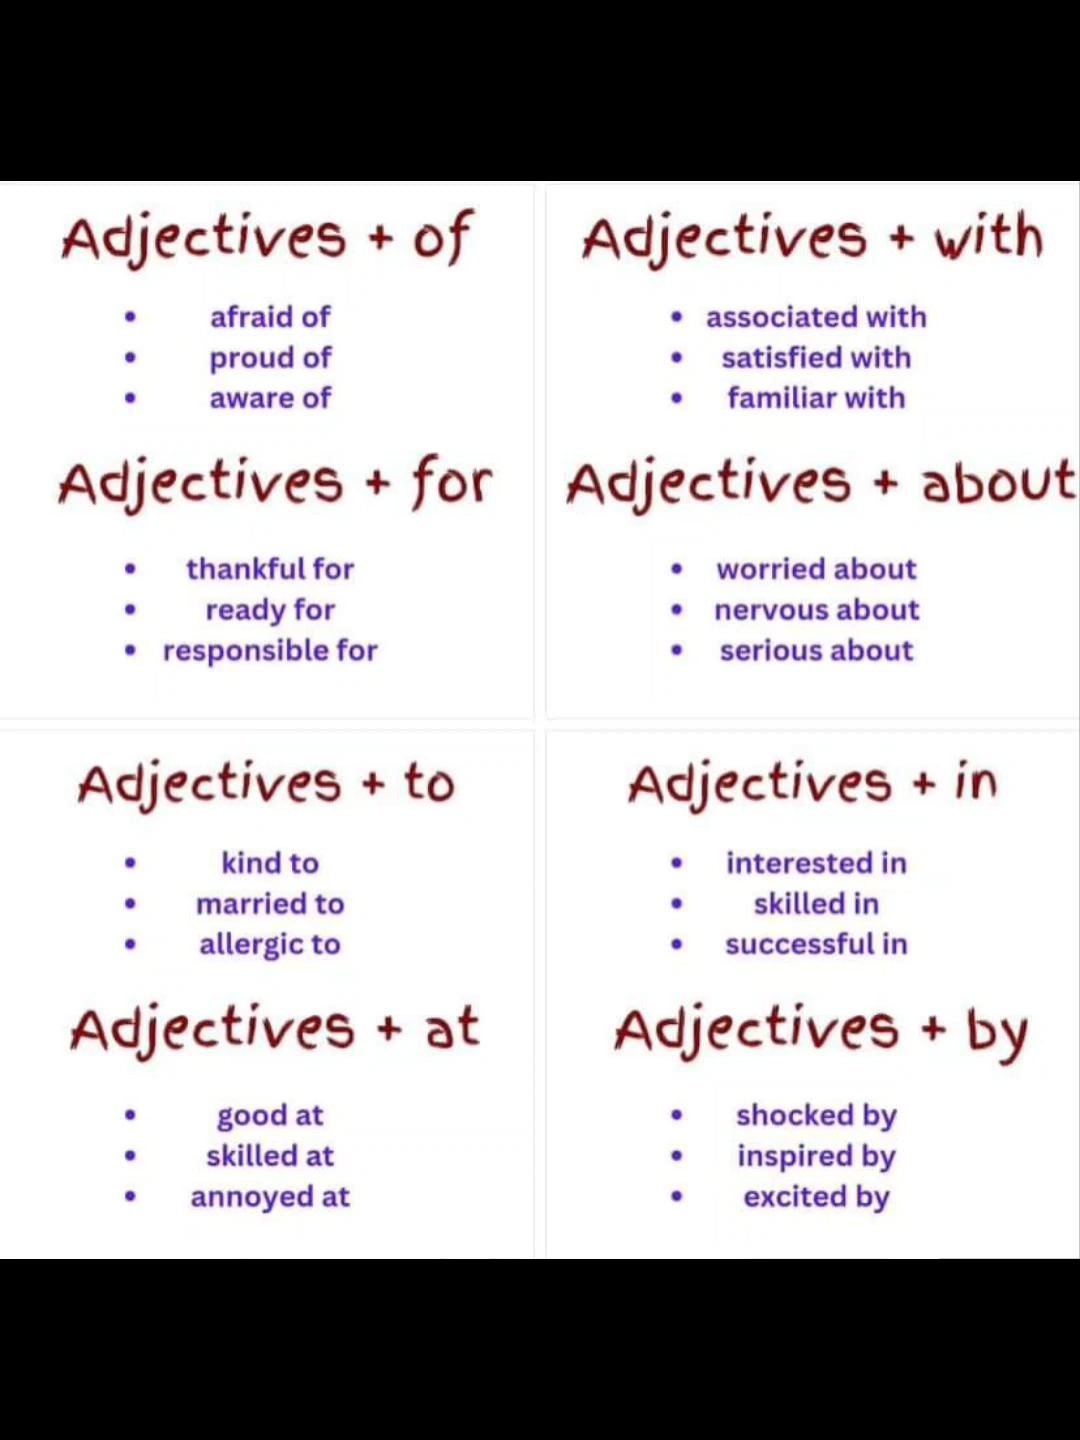 Adjectives + of
• afraid of
• proud of
• aware of
Adjectives + for
• thankful for
• ready for
• responsible for
Adjectives + with
• associated with
• satisfied with
• familiar with
Adjectives + about
• worried about
• nervous about
• serious about
Adjectives + to
• kind to
• married to
• allergic to
Adjectives + at
• good at
• skilled at
• annoyed at
Adjectives + in
• interested in
• skilled in
• successful in
Adjectives + by
• shocked by
• inspired by
• excited by